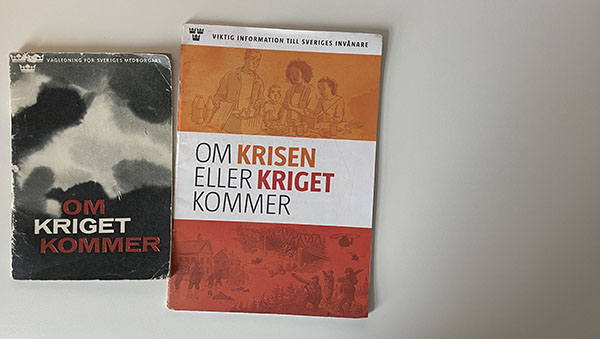 VÄGLEDNING FÖR SVERIGES MEDBORGARE
OM
KRIGET
KOMMER
VIKTIG INFORMATION TILL SVERIGES INVÅNARE
OM KRISEN
ELLER KRIGET
KOMMER